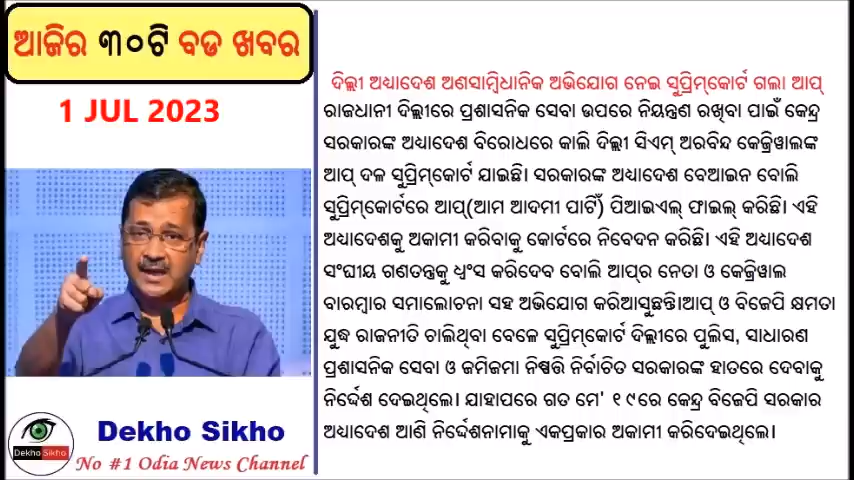 ଆଜିର ୩୦ଟି ବଡ ଖବର
1 JUL 2023
ଦିଲ୍ଲୀ ଅଧ୍ୟାଦେଶ ଅଣସାମ୍ବିଧାନିକ ଅଭିଯୋଗ ନେଇ ସୁପ୍ରିମ୍‌କୋର୍ଟ ଗଲା ଆପ୍
ରାଜଧାନୀ ଦିଲ୍ଲୀରେ ପ୍ରଶାସନିକ ସେବା ଉପରେ ନିୟନ୍ତ୍ରଣ ରଖିବା ପାଇଁ କେନ୍ଦ୍ର
ସରକାରଙ୍କ ଅଧ୍ୟାଦେଶ ବିରୋଧରେ କାଲି ଦିଲ୍ଲୀ ସିଏମ୍ ଅରବିନ୍ଦ କେଜ୍ରିୱାଲଙ୍କ
ଆପ୍ ଦଳ ସୁପ୍ରିମ୍‌କୋର୍ଟ ଯାଇଛି। ସରକାରଙ୍କ ଅଧ୍ୟାଦେଶ ବେଆଇନ ବୋଲି
ସୁପ୍ରିମ୍‌କୋର୍ଟରେ ଆପ୍(ଆମ ଆଦମୀ ପାର୍ଟି) ପିଆଇଏଲ୍ ଫାଇଲ୍ କରିଛି। ଏହି
ଅଧ୍ୟାଦେଶକୁ ଅକାମୀ କରିବାକୁ କୋର୍ଟରେ ନିବେଦନ କରିଛି। ଏହି ଅଧ୍ୟାଦେଶ
ସଂଘୀୟ ଗଣତନ୍ତ୍ରକୁ ଧ୍ୱଂସ କରିଦେବ ବୋଲି ଆପ୍‌ର ନେତା ଓ କେଜ୍ରିୱାଲ
ବାରମ୍ବାର ସମାଲୋଚନା ସହ ଅଭିଯୋଗ କରିଆସୁଛନ୍ତି।ଆପ୍ ଓ ବିଜେପି କ୍ଷମତା
ଯୁଦ୍ଧ ରାଜନୀତି ଚାଲିଥିବା ବେଳେ ସୁପ୍ରିମ୍‌କୋର୍ଟ ଦିଲ୍ଲୀରେ ପୁଲିସ, ସାଧାରଣ
ପ୍ରଶାସନିକ ସେବା ଓ ଜମିଜମା ନିଷ୍ପତ୍ତି ନିର୍ବାଚିତ ସରକାରଙ୍କ ହାତରେ ଦେବାକୁ
ନିର୍ଦ୍ଦେଶ ଦେଇଥିଲେ। ଯାହାପରେ ଗତ ମେ' ୧୯ରେ କେନ୍ଦ୍ର ବିଜେପି ସରକାର
ଅଧ୍ୟାଦେଶ ଆଣି ନିର୍ଦ୍ଦେଶନାମାକୁ ଏକପ୍ରକାର ଅକାମୀ କରିଦେଇଥିଲେ।
Dekho Sikho
Dekho Sikho
No #1 Odia News Channel